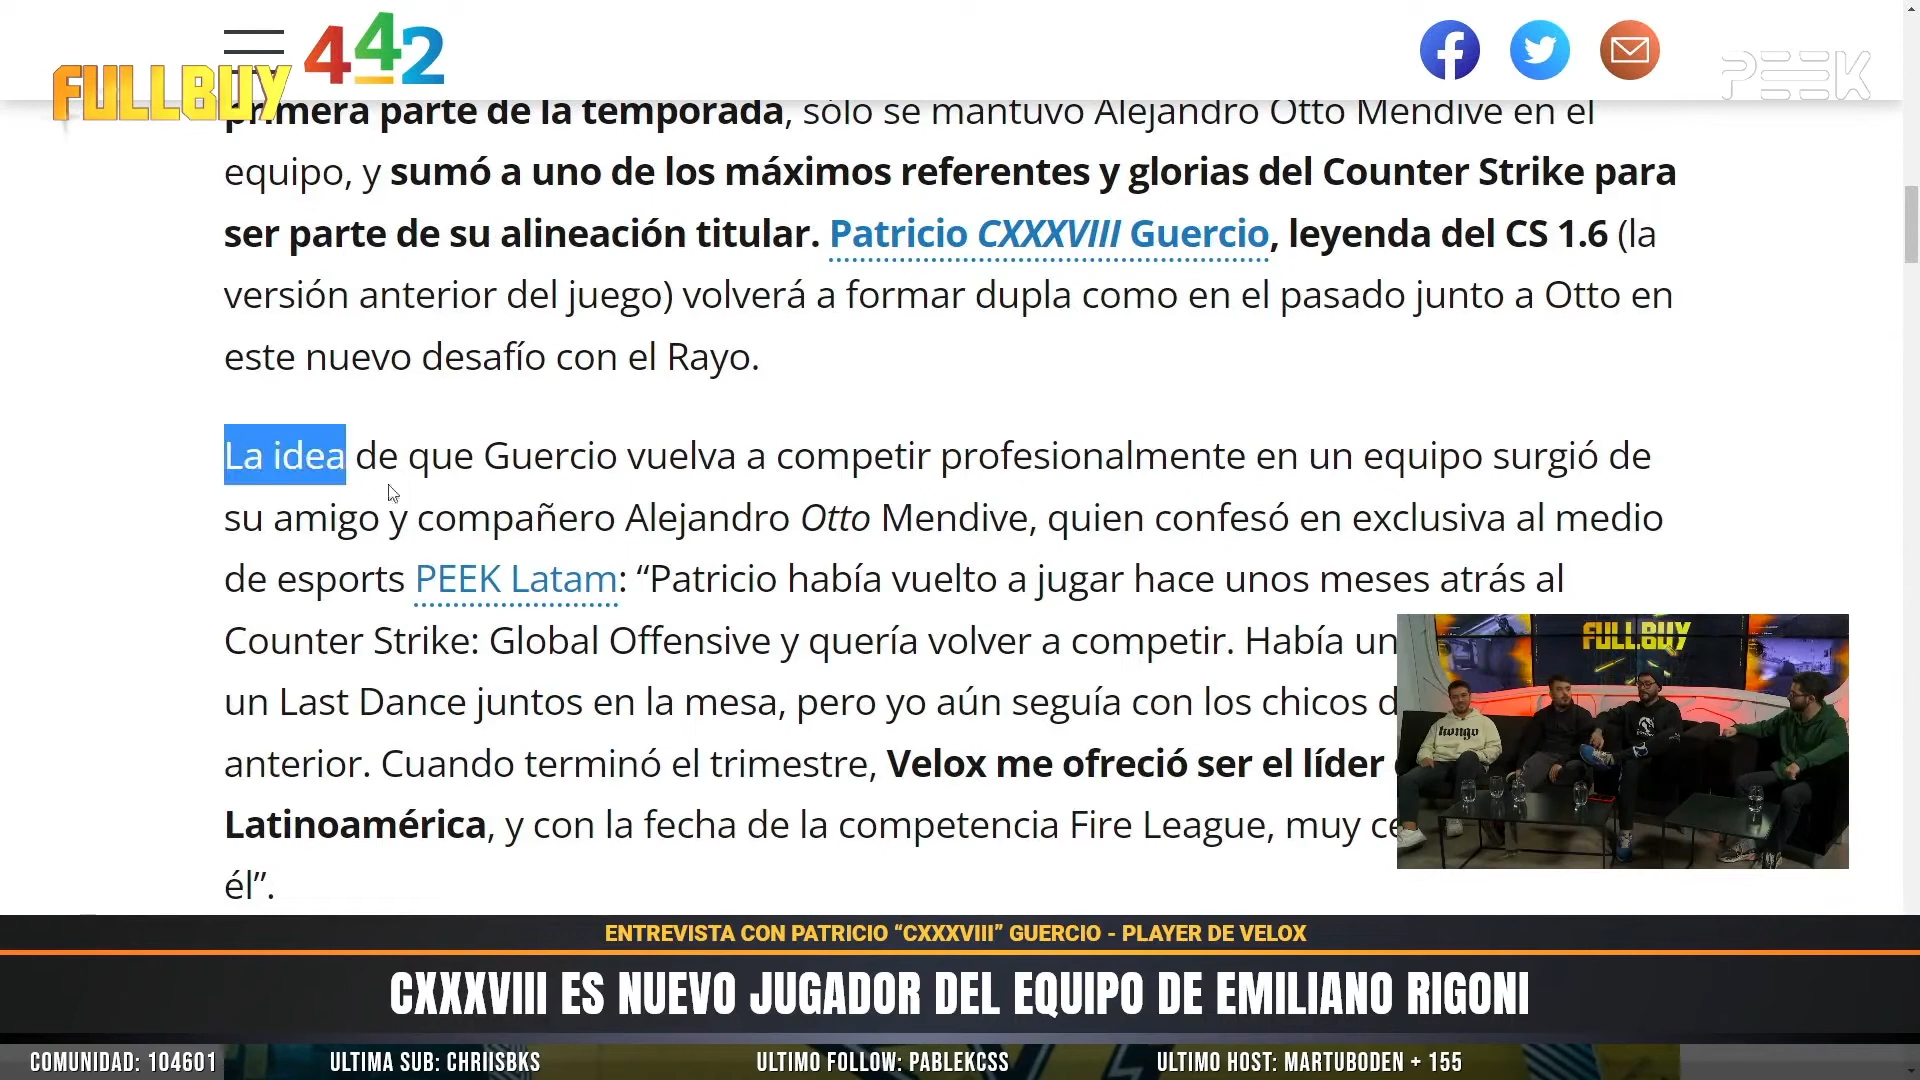 442
FULLBUY
PEEK
primera parte de la temporada, sólo se mantuvo Alejandro Otto Mendive en el
equipo, y sumó a uno de los máximos referentes y glorias del Counter Strike para
ser parte de su alineación titular. Patricio CXXXVIII Guercio, leyenda del CS 1.6 (la
versión anterior del juego) volverá a formar dupla como en el pasado junto a Otto en
este nuevo desafío con el Rayo.
La idea de que Guercio vuelva a competir profesionalmente en un equipo surgió de
su amigo y compañero Alejandro Otto Mendive, quien confesó en exclusiva al medio
de esports PEEK Latam: “Patricio había vuelto a jugar hace unos meses atrás al
Counter Strike: Global Offensive y quería volver a competir. Había un
un Last Dance juntos en la mesa, pero yo aún seguía con los chicos d
anterior. Cuando terminó el trimestre, Velox me ofreció ser el líder
Latinoamérica, y con la fecha de la competencia Fire League, muy ce
él”.
FULLBUY
ENTREVISTA CON PATRICIO “CXXXVIII” GUERCIO - PLAYER DE VELOX
CXXXVIII ES NUEVO JUGADOR DEL EQUIPO DE EMILIANO RIGONI
COMUNIDAD: 104601 ULTIMA SUB: CHRIISBKS ULTIMO FOLLOW: PABLEKCSS ULTIMO HOST: MARTUBODEN + 155